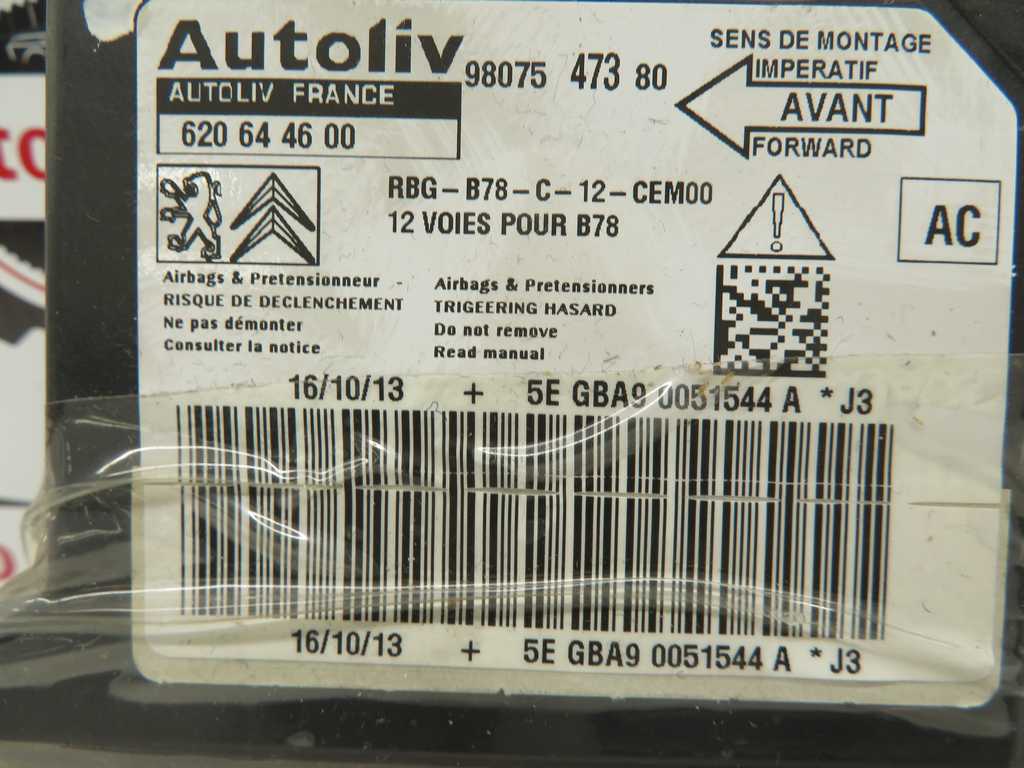 Autoliv
98075 473 80
AUTOLIV FRANCE
620 64 46 00
SENS DE MONTAGE
IMPERATIF
AVANT
FORWARD
RBG-B78-C-12-CEM00
12 VOIES POUR B78
AC
Airbags & Pretensionneur
RISQUE DE DECLENCHEMENT
Ne pas démonter
Consulter la notice
Airbags & Pretensionners
TRIGEERING HASARD
Do not remove
Read manual
16/10/13 + 5E GBA9 0051544 A *J3
16/10/13 + 5E GBA9 0051544 A *J3